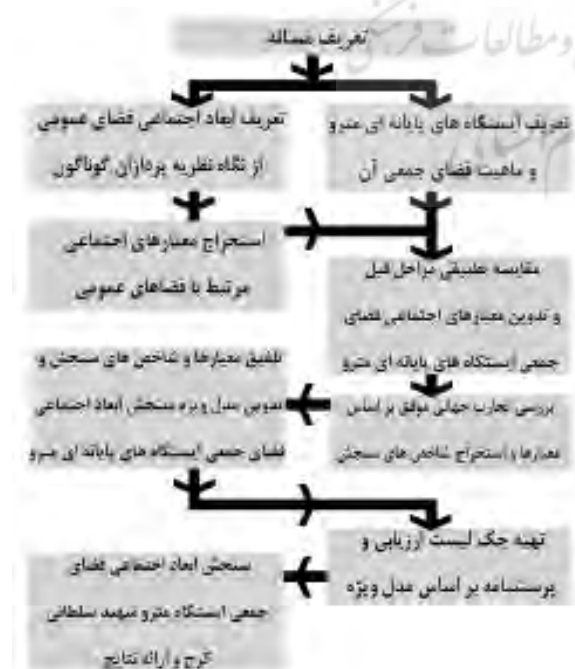 و مطالعات فرهنگی
تعریف مساله
تعریف ایستگاه های پایانه ای مترو
و ماهیت فضای جمعی آن
تعریف ابعاد اجتماعی فضای عمومی
از نگاه نظریه پردازان گوناگون
استخراج معیارهای اجتماعی
مرتبط با فضاهای عمومی
مقایسه تطبیقی مراحل قبل
و تدوین معیارهای اجتماعی فضای
جمعی ایستگاه های پایانه ای مترو
بررسی تجارب جهانی موفق بر اساس
معیارها و استخراج شاخص های سنجش
تلفیق معیارها و شاخص های سنجش و
تدوین مدل ویژه سنجش ابعاد اجتماعی
فضای جمعی ایستگاه های پایانه ای مترو
تهیه چک لیست ارزیابی و
پرسشنامه بر اساس مدل ویژه
سنجش ابعاد اجتماعی فضای
جمعی ایستگاه مترو شهید سلطانی
کرج و ارائه نتایج